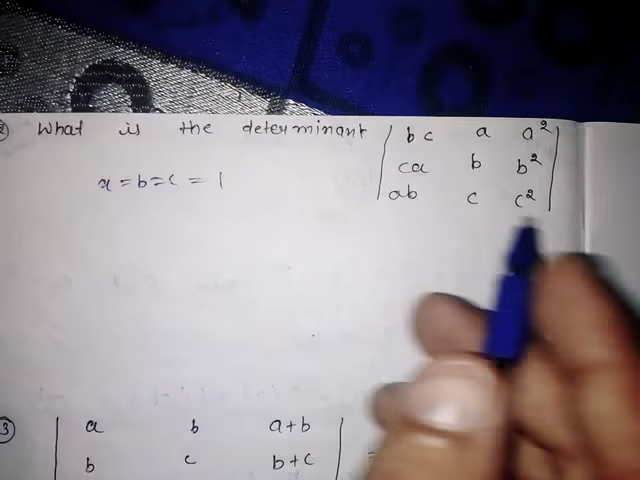 2 What is the determinant | bc a a² |
| ca b b² |
| ab c c² |
a = b = c = 1
3 | a b a+b |
| b c b+c | =